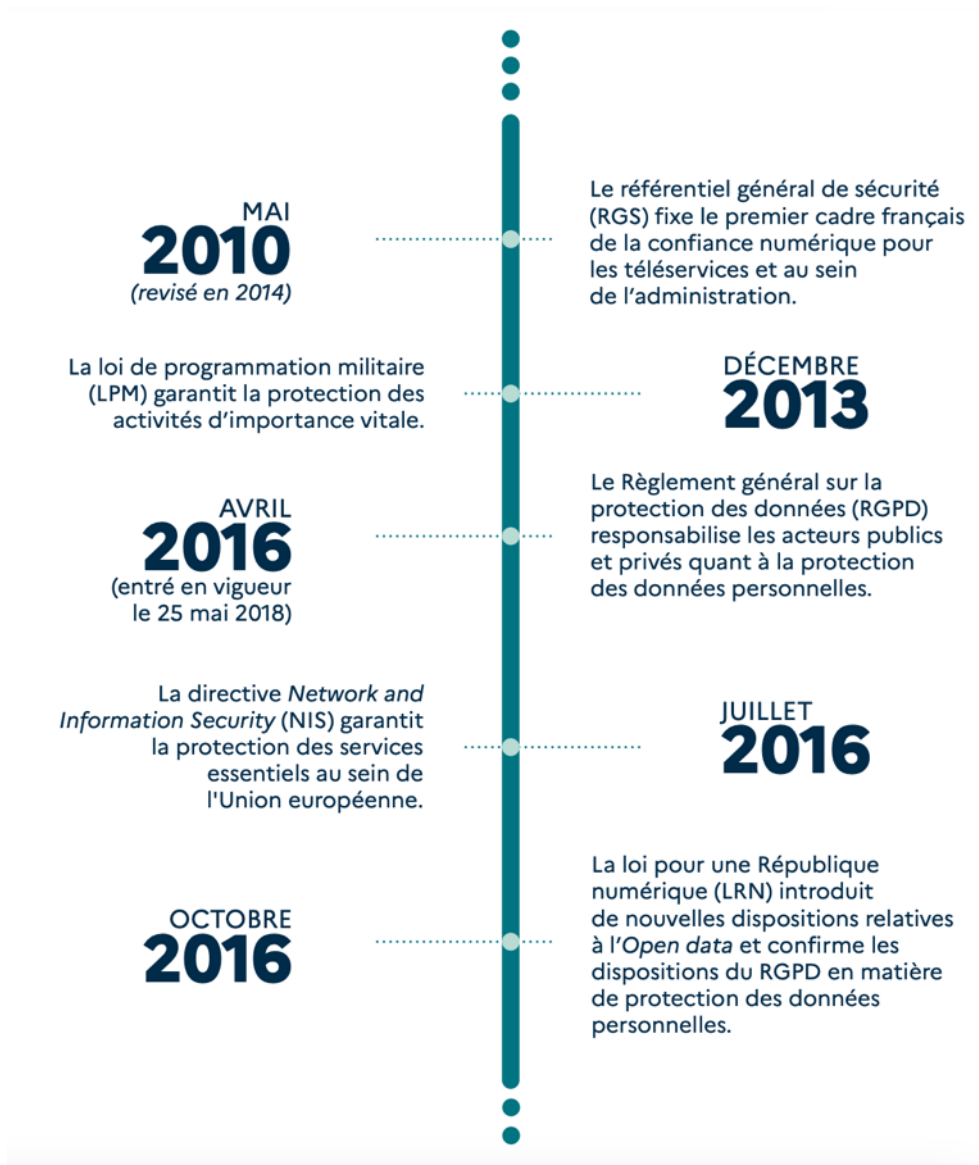 MAI
2010
(revisé en 2014)
Le référentiel général de sécurité
(RGS) fixe le premier cadre français
de la confiance numérique pour
les téléservices et au sein
de l’administration.
La loi de programmation militaire
(LPM) garantit la protection des
activités d’importance vitale.
DÉCEMBRE
2013
AVRIL
2016
(entré en vigueur
le 25 mai 2018)
Le Règlement général sur la
protection des données (RGPD)
responsabilise les acteurs publics
et privés quant à la protection
des données personnelles.
La directive Network and
Information Security (NIS) garantit
la protection des services
essentiels au sein de
l'Union européenne.
JUILLET
2016
OCTOBRE
2016
La loi pour une République
numérique (LRN) introduit
de nouvelles dispositions relatives
à l’Open data et confirme les
dispositions du RGPD en matière
de protection des données
personnelles.